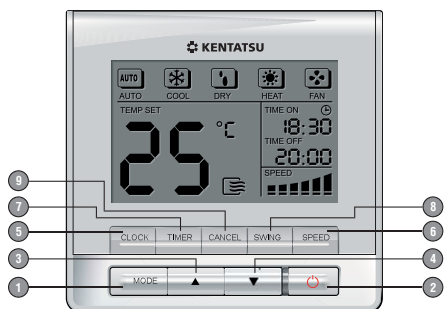 KENTATSU
AUTO
AUTO COOL DRY HEAT FAN
TEMP SET
25 °C
TIME ON
18:30
TIME OFF
20:00
SPEED
9
7
5
3
1
8
6
4
2
CLOCK TIMER CANCEL SWING SPEED
MODE ▲ ▼